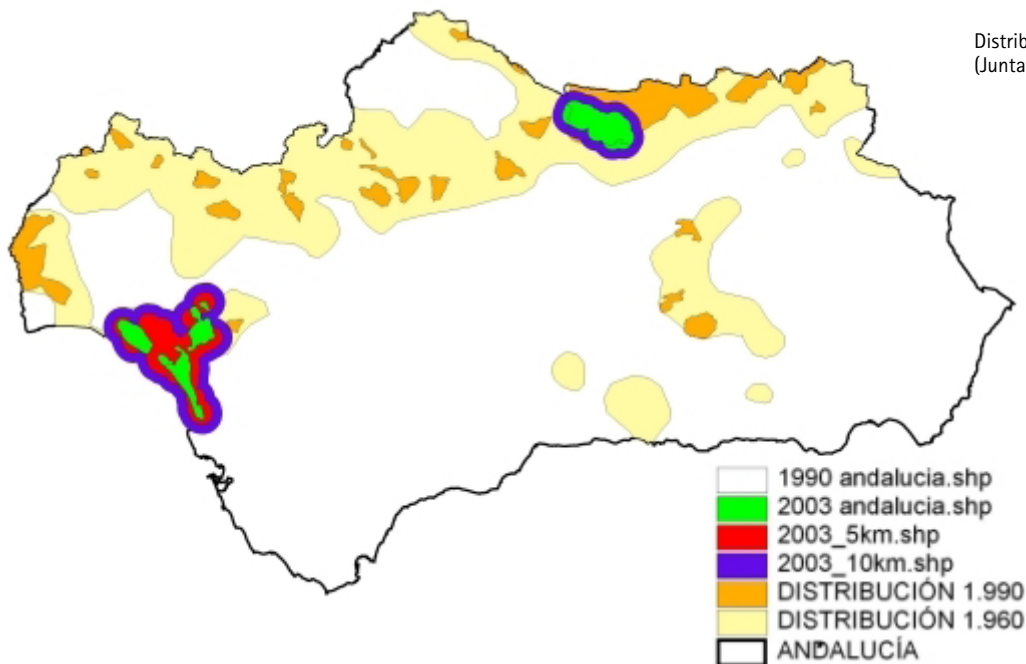 Distrib
(Junta
1990 andalucia.shp
2003 andalucia.shp
2003_5km.shp
2003_10km.shp
DISTRIBUCIÓN 1.990
DISTRIBUCIÓN 1.960
ANDALUCÍA